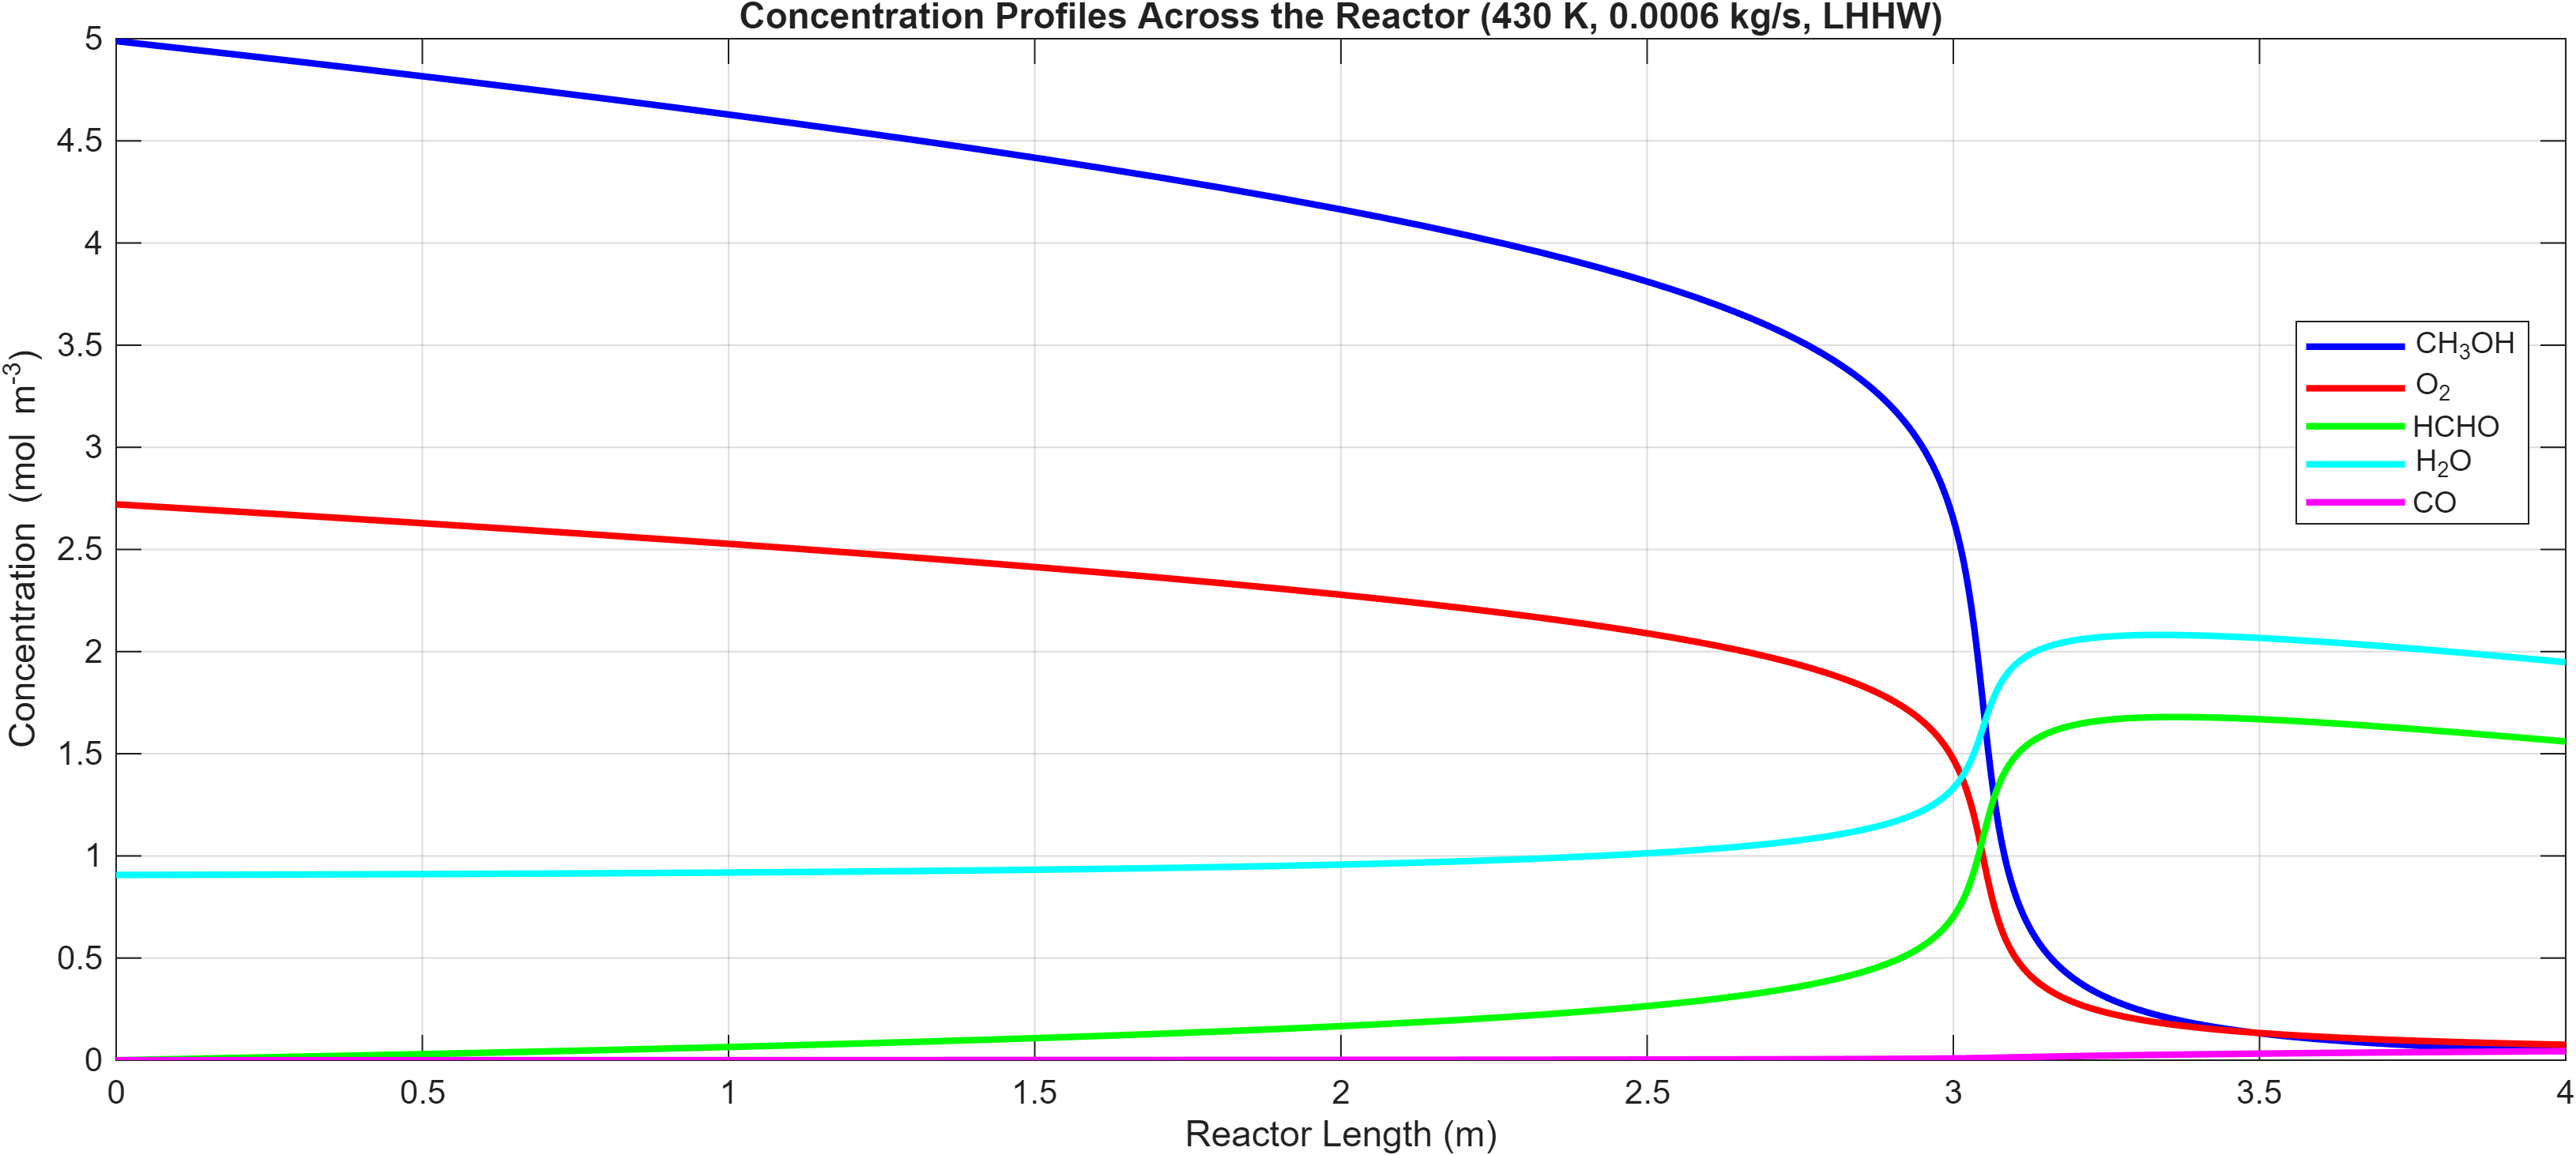 Concentration Profiles Across the Reactor (430 K, 0.0006 kg/s, LHHW)
Concentration (mol m⁻³)
5
4.5
4
3.5
3
2.5
2
1.5
1
0.5
0
CH₃OH
O₂
HCHO
H₂O
CO
0 0.5 1 1.5 2 2.5 3 3.5 4
Reactor Length (m)